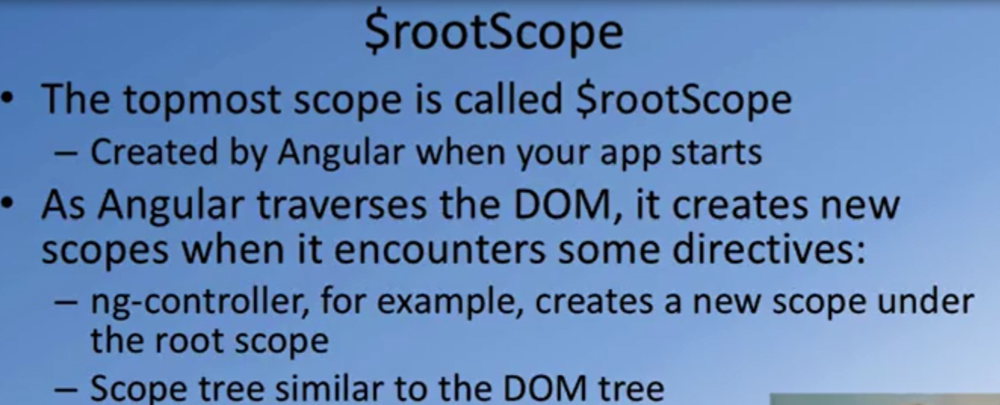 $rootScope
• The topmost scope is called $rootScope
– Created by Angular when your app starts
• As Angular traverses the DOM, it creates new
scopes when it encounters some directives:
– ng-controller, for example, creates a new scope under
the root scope
– Scope tree similar to the DOM tree